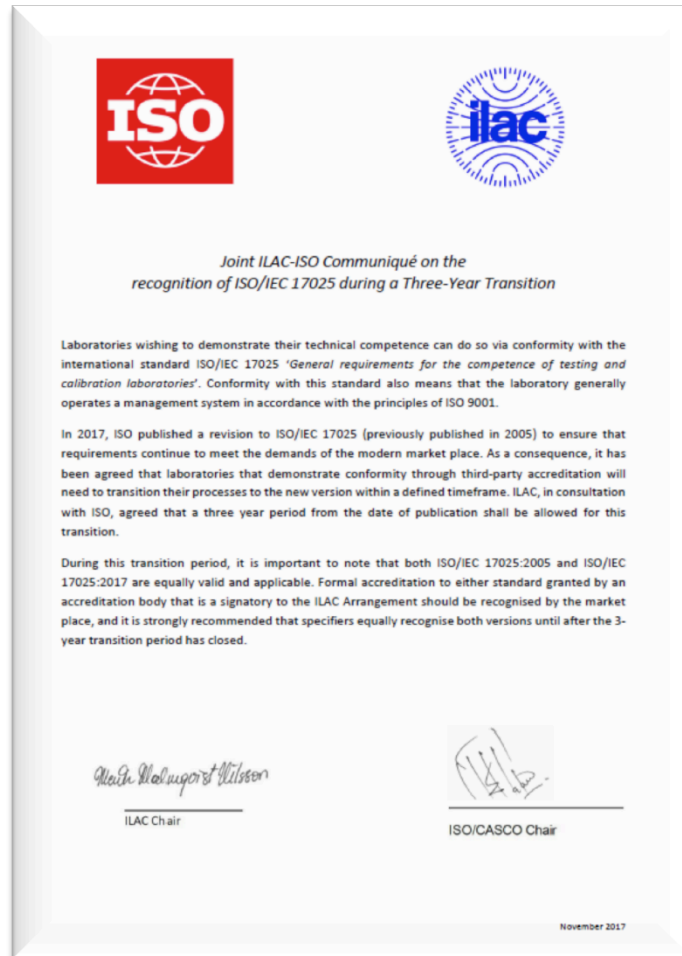 ISO
ilac
Joint ILAC-ISO Communiqué on the
recognition of ISO/IEC 17025 during a Three-Year Transition
Laboratories wishing to demonstrate their technical competence can do so via conformity with the
international standard ISO/IEC 17025 ‘General requirements for the competence of testing and
calibration laboratories’. Conformity with this standard also means that the laboratory generally
operates a management system in accordance with the principles of ISO 9001.
In 2017, ISO published a revision to ISO/IEC 17025 (previously published in 2005) to ensure that
requirements continue to meet the demands of the modern market place. As a consequence, it has
been agreed that laboratories that demonstrate conformity through third-party accreditation will
need to transition their processes to the new version within a defined timeframe. ILAC, in consultation
with ISO, agreed that a three year period from the date of publication shall be allowed for this
transition.
During this transition period, it is important to note that both ISO/IEC 17025:2005 and ISO/IEC
17025:2017 are equally valid and applicable. Formal accreditation to either standard granted by an
accreditation body that is a signatory to the ILAC Arrangement should be recognised by the market
place, and it is strongly recommended that specifiers equally recognise both versions until after the 3-
year transition period has closed.
ILAC Chair
ISO/CASCO Chair
November 2017